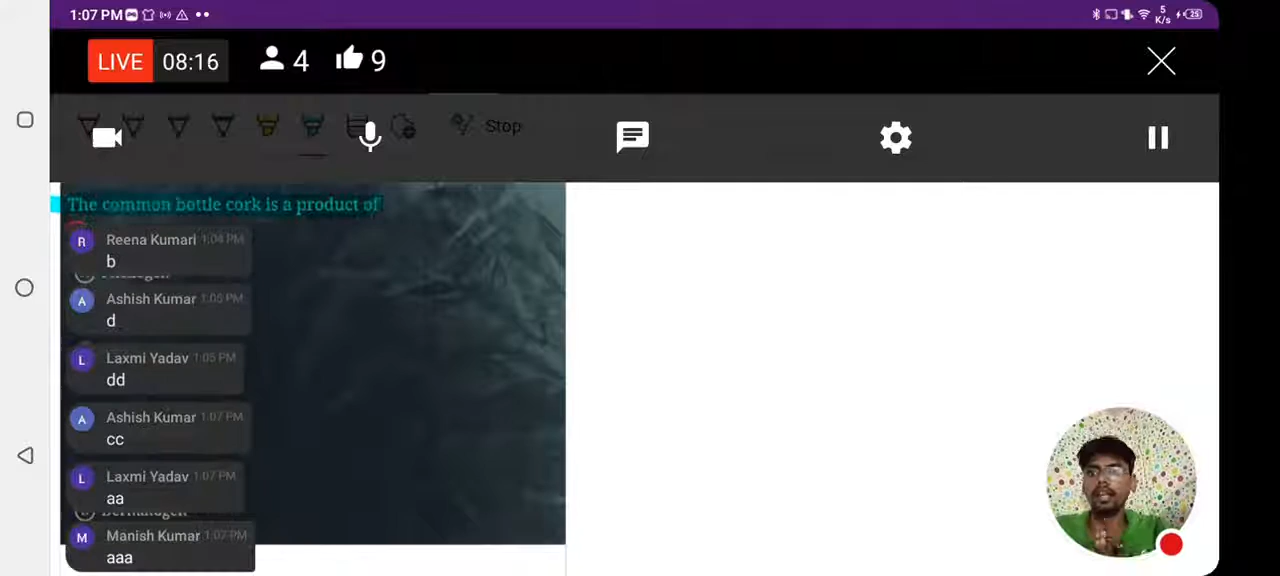 1:07 PM
5
K/s
25
LIVE 08:16 4 9
Stop
The common bottle cork is a product of
R Reena Kumari 1:04 PM
b
A Ashish Kumar 1:05 PM
d
L Laxmi Yadav 1:05 PM
dd
A Ashish Kumar 1:07 PM
cc
L Laxmi Yadav 1:07 PM
aa
M Manish Kumar 1:07 PM
aaa